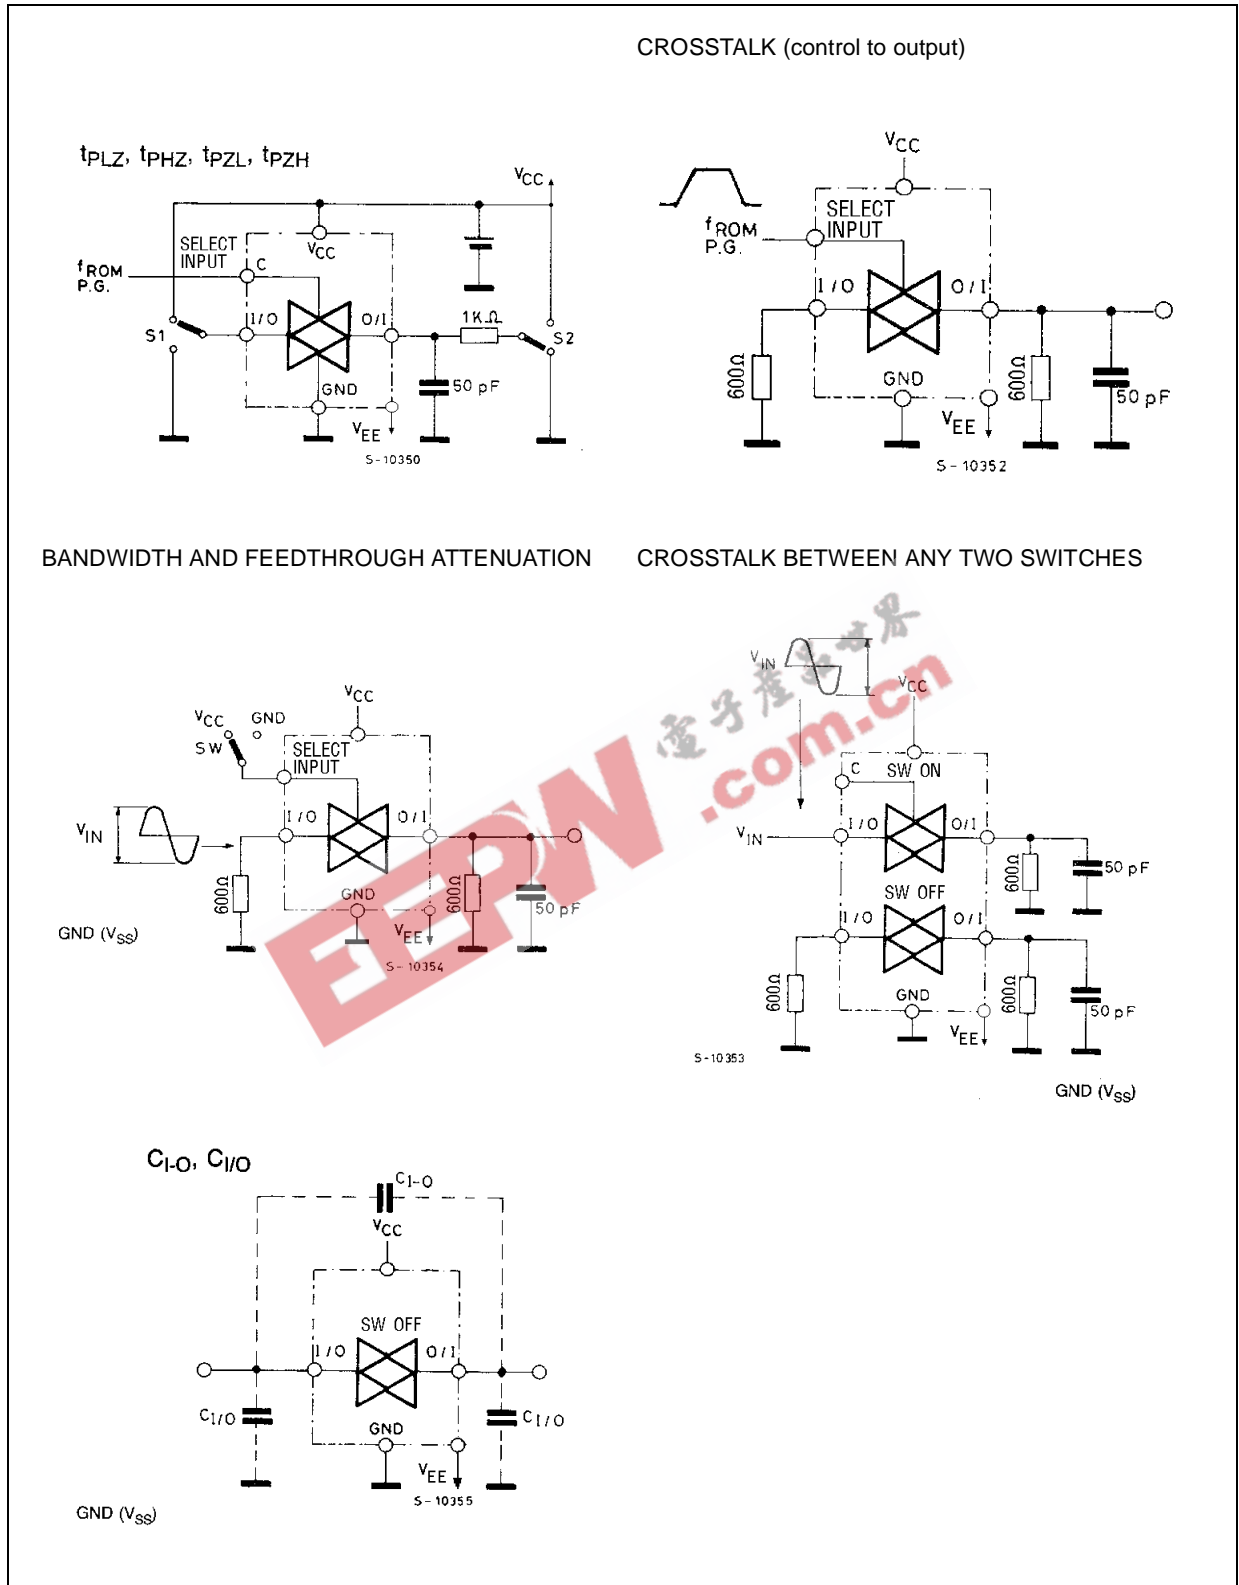 CROSSTALK (control to output)
tPLZ, tPHZ, tPZL, tPZH
VCC
VCC
SELECT
INPUT
C
fROM
P.G.
I/O
O/I
S1
1KΩ
S2
GND
50 pF
VEE
S-10350
VCC
SELECT
INPUT
fROM
P.G.
I/O
O/I
600Ω
GND
600Ω
50 pF
VEE
S-10352
BANDWIDTH AND FEEDTHROUGH ATTENUATION
CROSSTALK BETWEEN ANY TWO SWITCHES
VCC
VCC
GND
SW
SELECT
INPUT
VIN
I/O
O/I
600Ω
GND
600Ω
50 pF
VEE
GND (VSS)
S-10354
VIN
VCC
C
SW ON
VIN
I/O
O/I
600Ω
50 pF
SW OFF
I/O
O/I
600Ω
GND
600Ω
50 pF
VEE
S-10353
GND (VSS)
EEPW
.com.cn
電子產品世界
CI-O, CI/O
CI-O
VCC
SW OFF
I/O
O/I
CI/O
GND
CI/O
VEE
S-10355
GND (VSS)